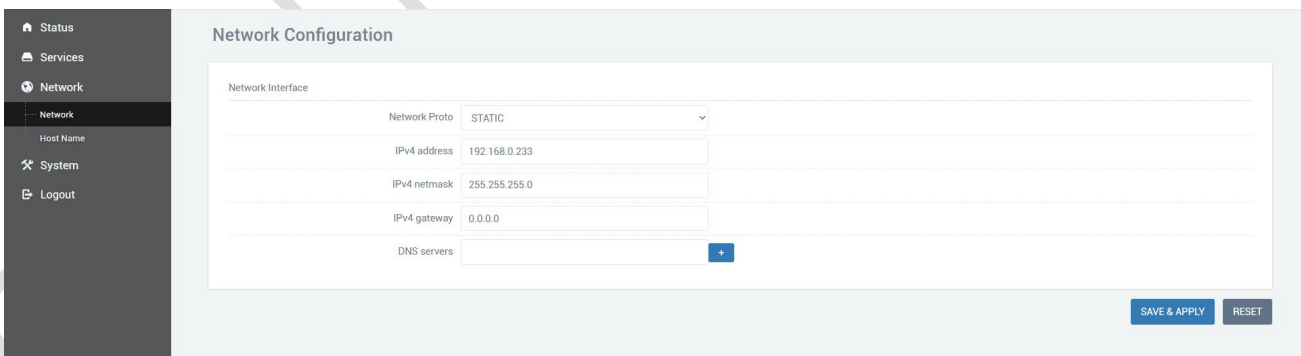 Status
Services
Network
Network
Host Name
System
Logout
Network Configuration
Network Interface
Network Proto STATIC
IPv4 address 192.168.0.233
IPv4 netmask 255.255.255.0
IPv4 gateway 0.0.0.0
DNS servers +
SAVE & APPLY RESET